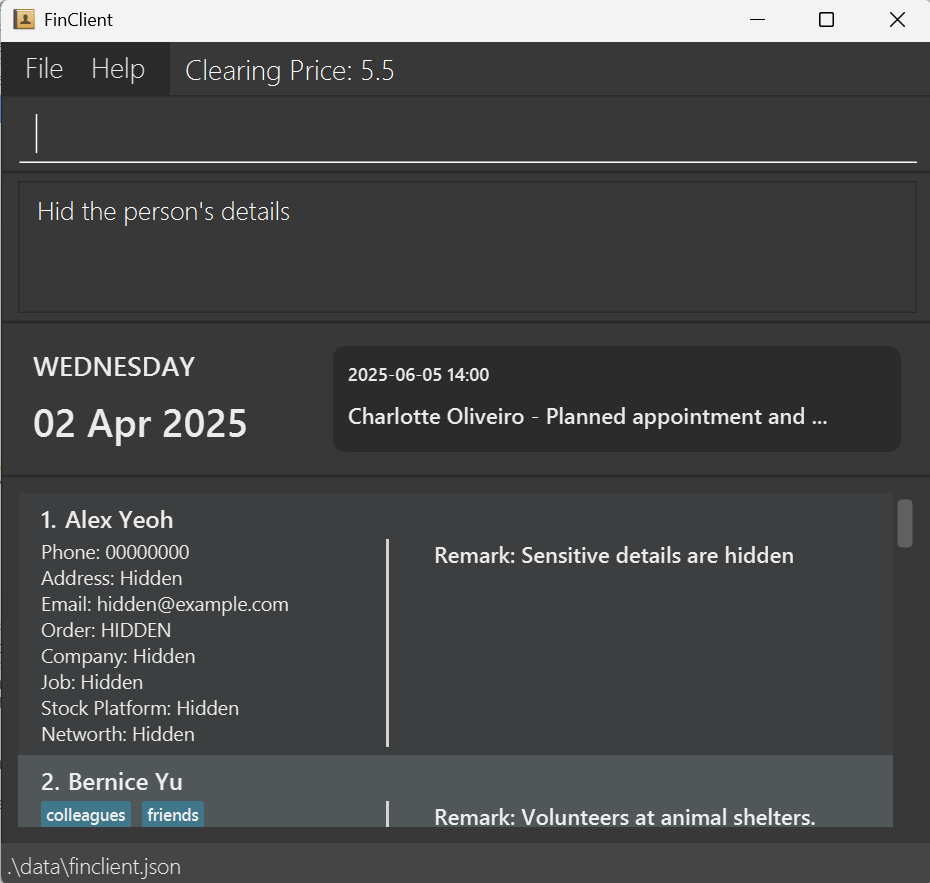 FinClient
File Help Clearing Price: 5.5
Hid the person's details
WEDNESDAY
02 Apr 2025
2025-06-05 14:00
Charlotte Oliveiro - Planned appointment and ...
1. Alex Yeoh
Phone: 00000000
Address: Hidden
Email: hidden@example.com
Order: HIDDEN
Company: Hidden
Job: Hidden
Stock Platform: Hidden
Networth: Hidden
Remark: Sensitive details are hidden
2. Bernice Yu
colleagues friends
Remark: Volunteers at animal shelters.
.\data\finclient.json